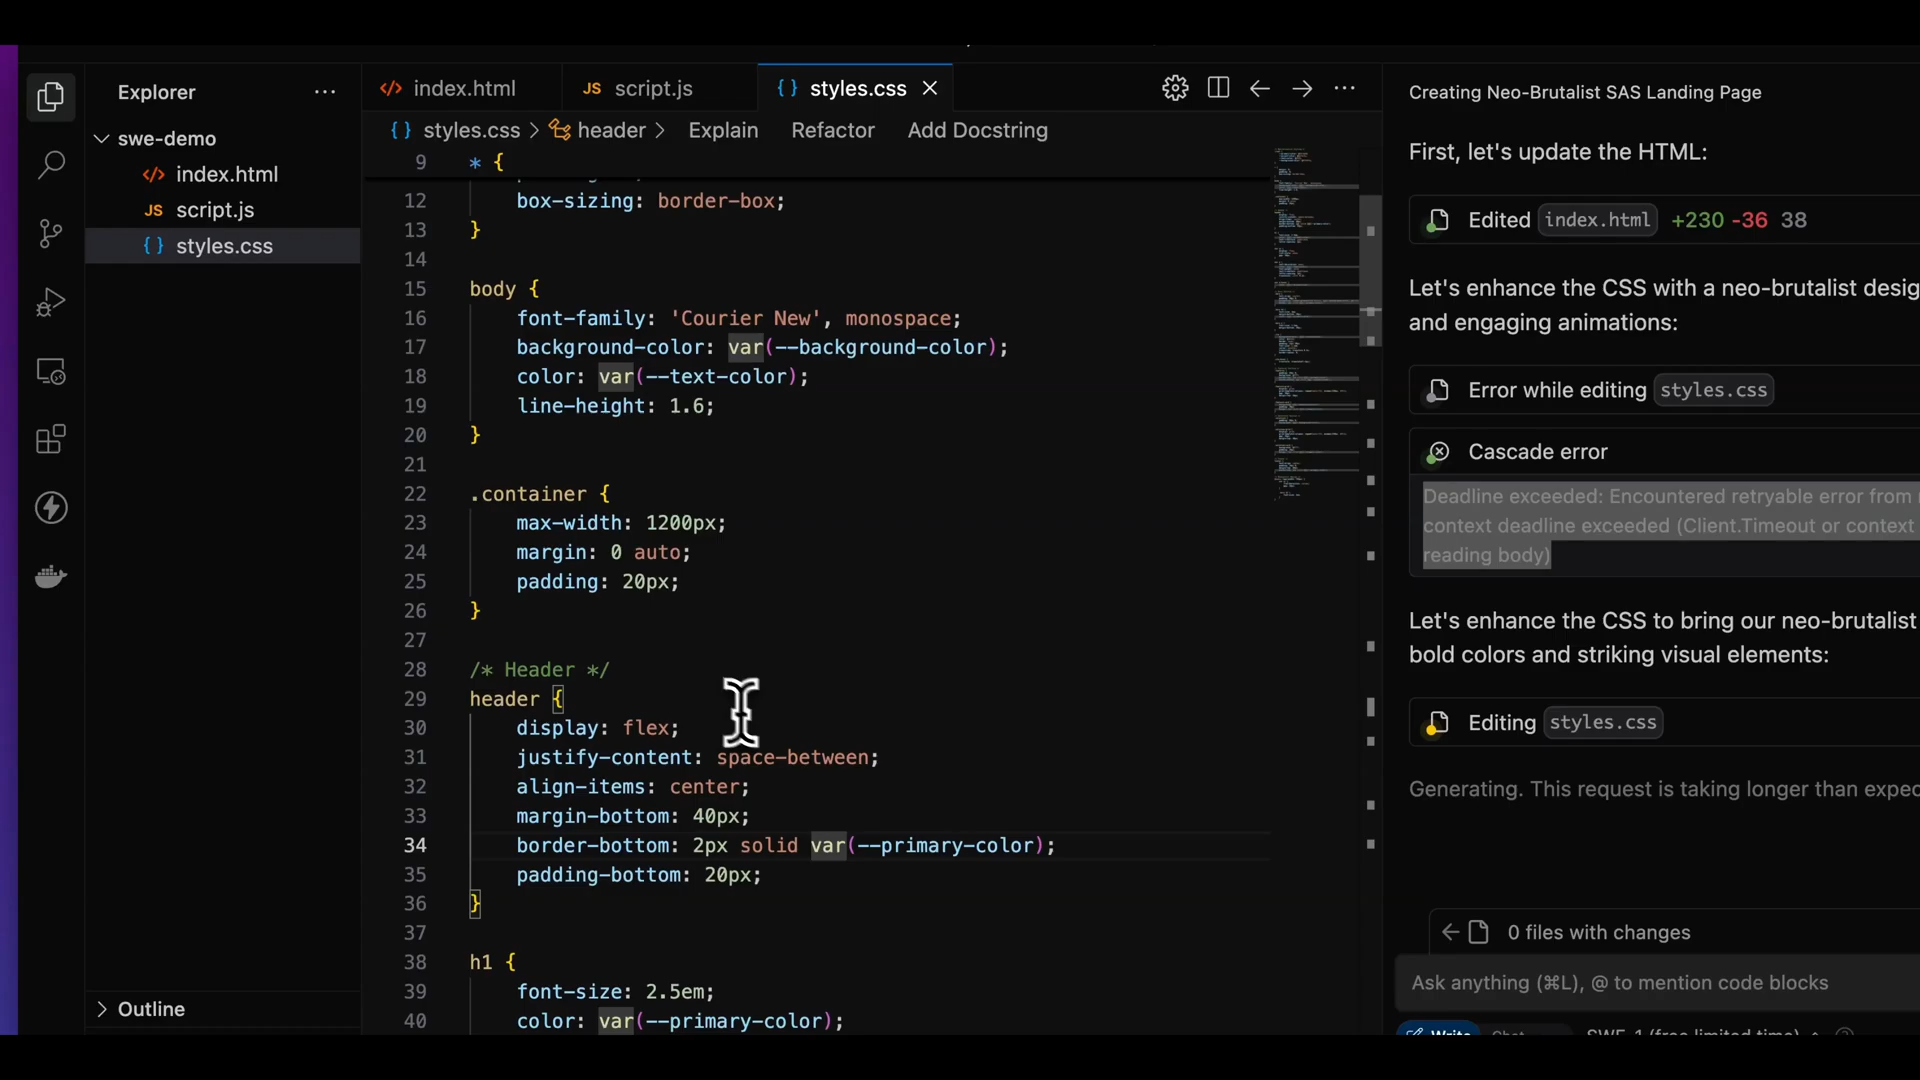 Explorer
swe-demo
index.html
script.js
styles.css
Outline
index.html
script.js
styles.css
styles.css > header > Explain Refactor Add Docstring
9 * {
12 box-sizing: border-box;
13 }
14
15 body {
16 font-family: 'Courier New', monospace;
17 background-color: var(--background-color);
18 color: var(--text-color);
19 line-height: 1.6;
20 }
21
22 .container {
23 max-width: 1200px;
24 margin: 0 auto;
25 padding: 20px;
26 }
27
28 /* Header */
29 header {
30 display: flex;
31 justify-content: space-between;
32 align-items: center;
33 margin-bottom: 40px;
34 border-bottom: 2px solid var(--primary-color);
35 padding-bottom: 20px;
36 }
37
38 h1 {
39 font-size: 2.5em;
40 color: var(--primary-color);
Creating Neo-Brutalist SAS Landing Page
First, let's update the HTML:
Edited index.html +230 -36 38
Let's enhance the CSS with a neo-brutalist desig
and engaging animations:
Error while editing styles.css
Cascade error
Deadline exceeded: Encountered retryable error from
context deadline exceeded (Client.Timeout or context
reading body)
Let's enhance the CSS to bring our neo-brutalist
bold colors and striking visual elements:
Editing styles.css
Generating. This request is taking longer than expec
0 files with changes
Ask anything (⌘L), @ to mention code blocks
Write Chat SWE-1 (free limited time)